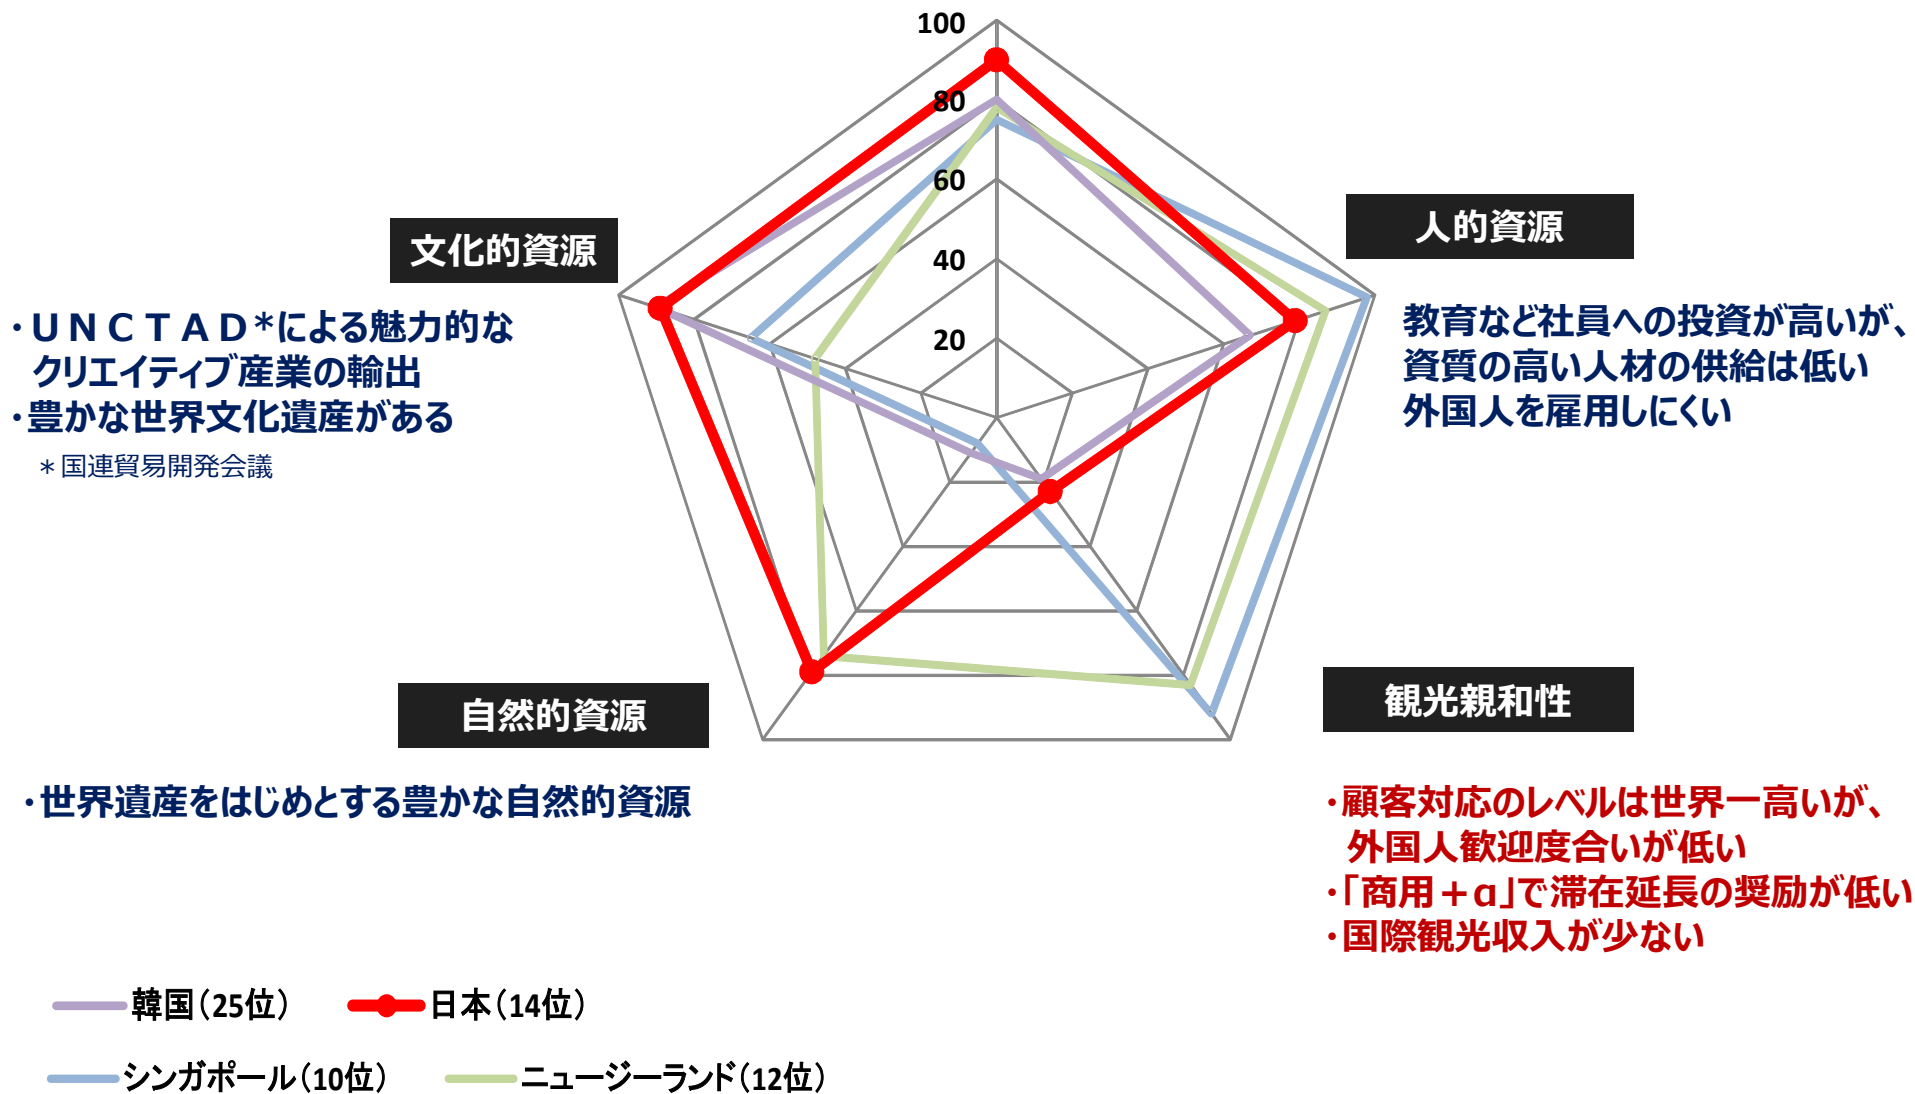 100
80
60
40
20
文化的資源
・ＵＮＣＴＡＤ*による魅力的な
クリエイティブ産業の輸出
・豊かな世界文化遺産がある
＊国連貿易開発会議
人的資源
教育など社員への投資が高いが、
資質の高い人材の供給は低い
外国人を雇用しにくい
自然的資源
・世界遺産をはじめとする豊かな自然的資源
観光親和性
・顧客対応のレベルは世界一高いが、
外国人歓迎度合いが低い
・「商用＋α」で滞在延長の奨励が低い
・国際観光収入が少ない
韓国（25位）
日本（14位）
シンガポール（10位）
ニュージーランド（12位）